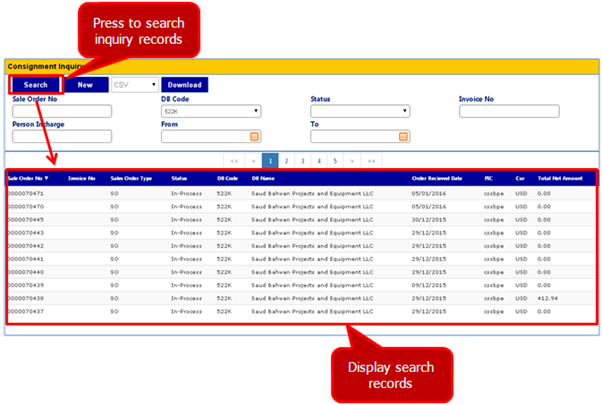 Press to search
inquiry records
Consignment Inquiry
Search New CSV Download
Sale Order No DB Code Status Invoice No
522K
Person Incharge From To
<< < 1 2 3 4 5 > >>
Sale Order No ▼ Invoice No Sales Order Type Status DB Code DB Name Order Recieved Date PIC Cur Total Net Amount
0000070471 SO In-Process 522K Saud Bahwan Projects and Equipment LLC 05/01/2016 cssbpe USD 0.00
0000070470 SO In-Process 522K Saud Bahwan Projects and Equipment LLC 05/01/2016 cssbpe USD 0.00
0000070445 SO In-Process 522K Saud Bahwan Projects and Equipment LLC 30/12/2015 cssbpe USD 0.00
0000070443 SO In-Process 522K Saud Bahwan Projects and Equipment LLC 29/12/2015 cssbpe USD 0.00
0000070442 SO In-Process 522K Saud Bahwan Projects and Equipment LLC 29/12/2015 cssbpe USD 0.00
0000070441 SO In-Process 522K Saud Bahwan Projects and Equipment LLC 29/12/2015 cssbpe USD 0.00
0000070440 SO In-Process 522K Saud Bahwan Projects and Equipment LLC 29/12/2015 cssbpe USD 0.00
0000070439 SO In-Process 522K Saud Bahwan Projects and Equipment LLC 09/12/2015 cssbpe USD 0.00
0000070438 SO In-Process 522K Saud Bahwan Projects and Equipment LLC 29/12/2015 cssbpe USD 412.94
0000070437 SO In-Process 522K Saud Bahwan Projects and Equipment LLC 29/12/2015 cssbpe USD 0.00
Display search
records